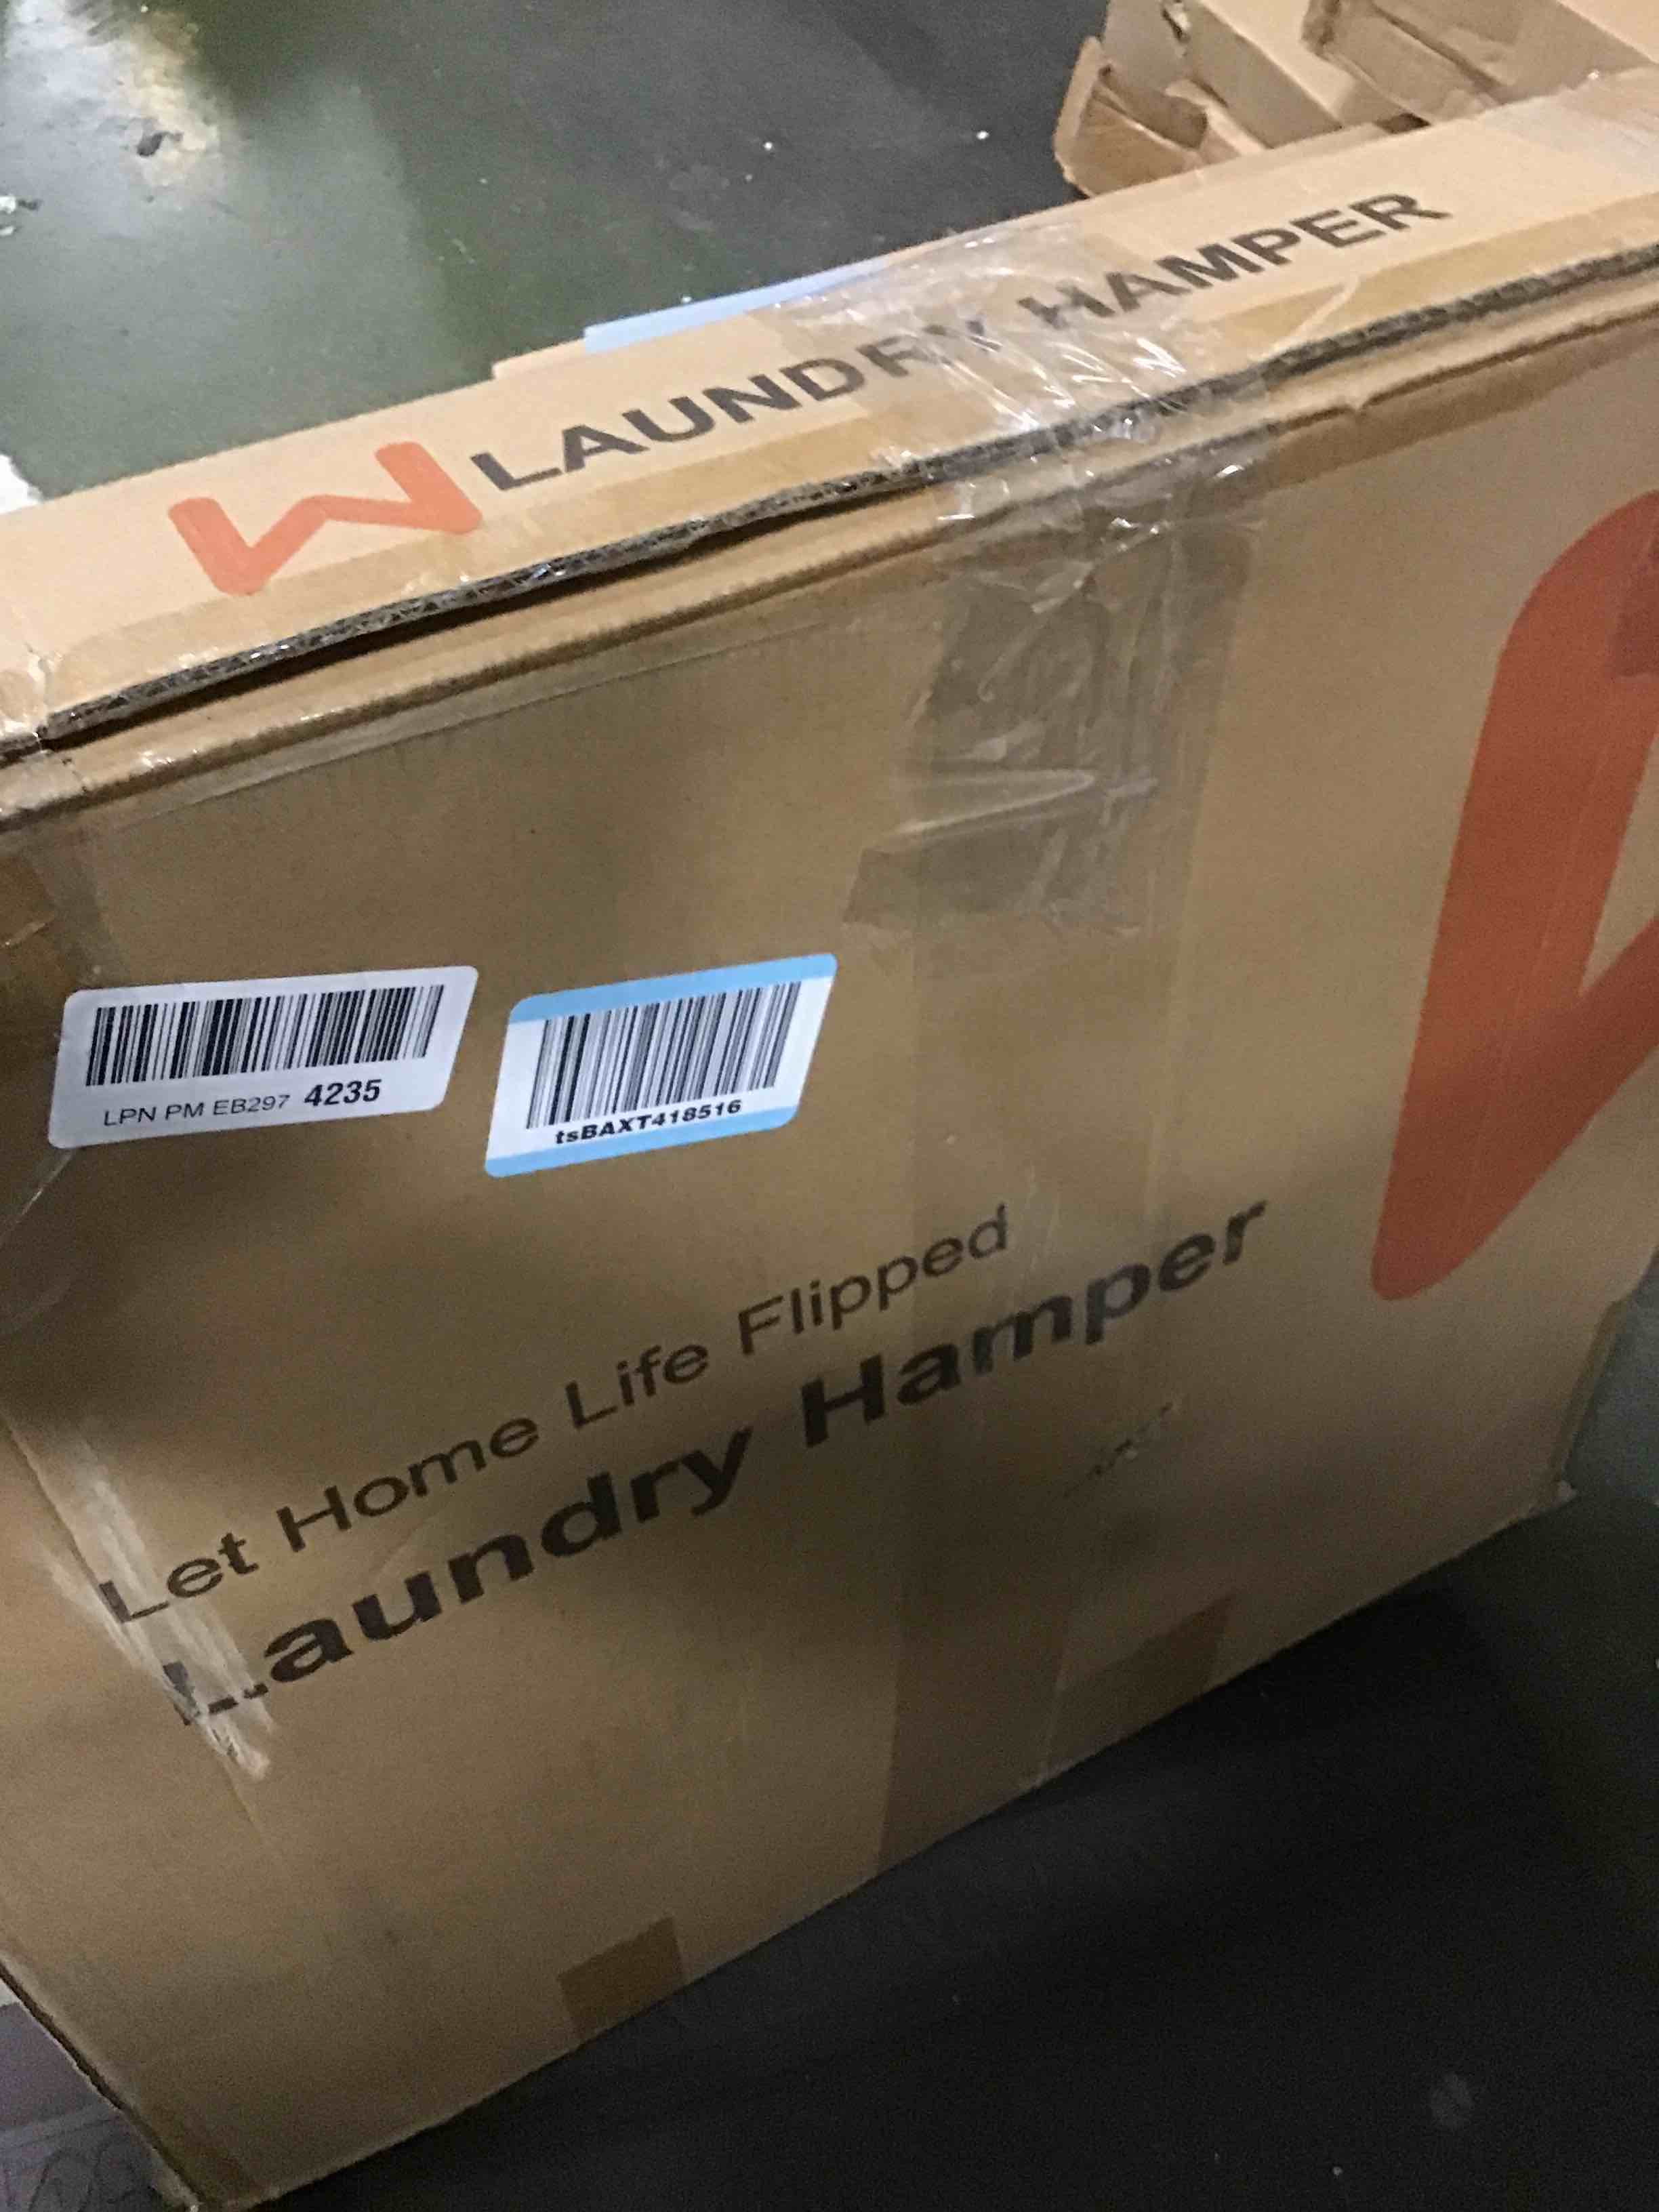 LAUNDRY HAMPER
LPN PM EB297 4235
tsBAXT418516
Let Home Life Flipped
Laundry Hamper